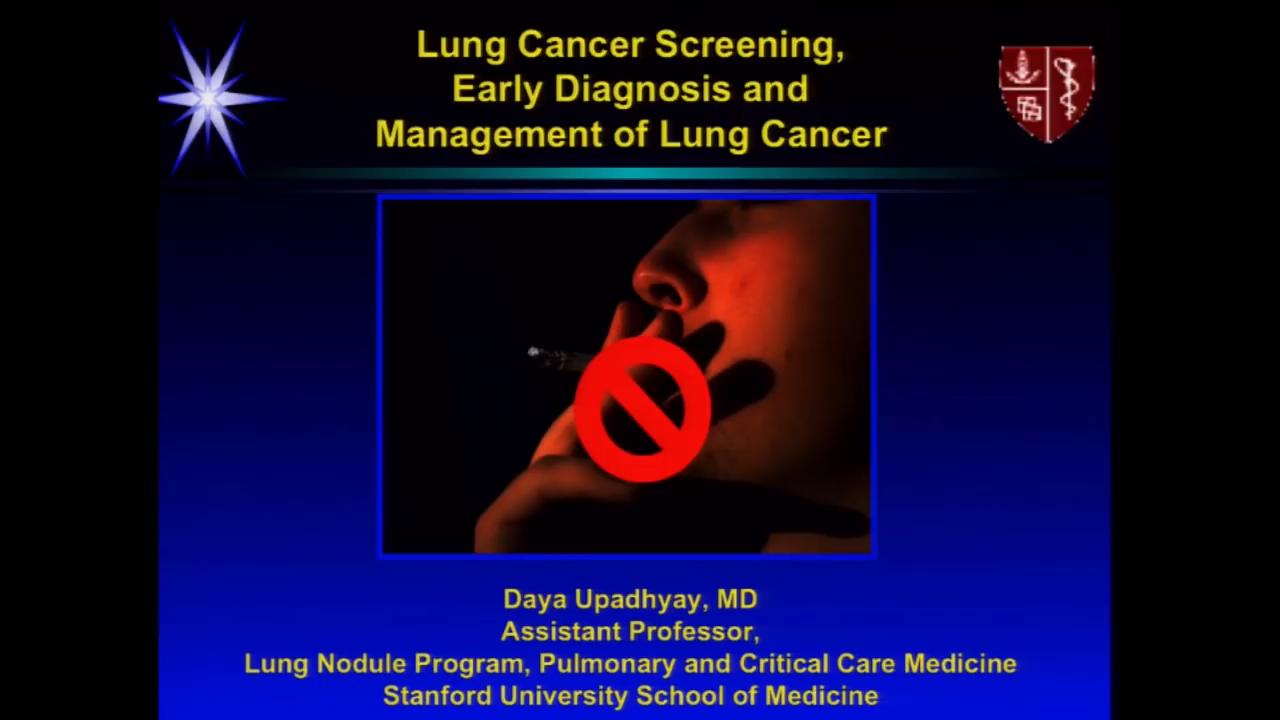 Lung Cancer Screening,
Early Diagnosis and
Management of Lung Cancer
Daya Upadhyay, MD
Assistant Professor,
Lung Nodule Program, Pulmonary and Critical Care Medicine
Stanford University School of Medicine